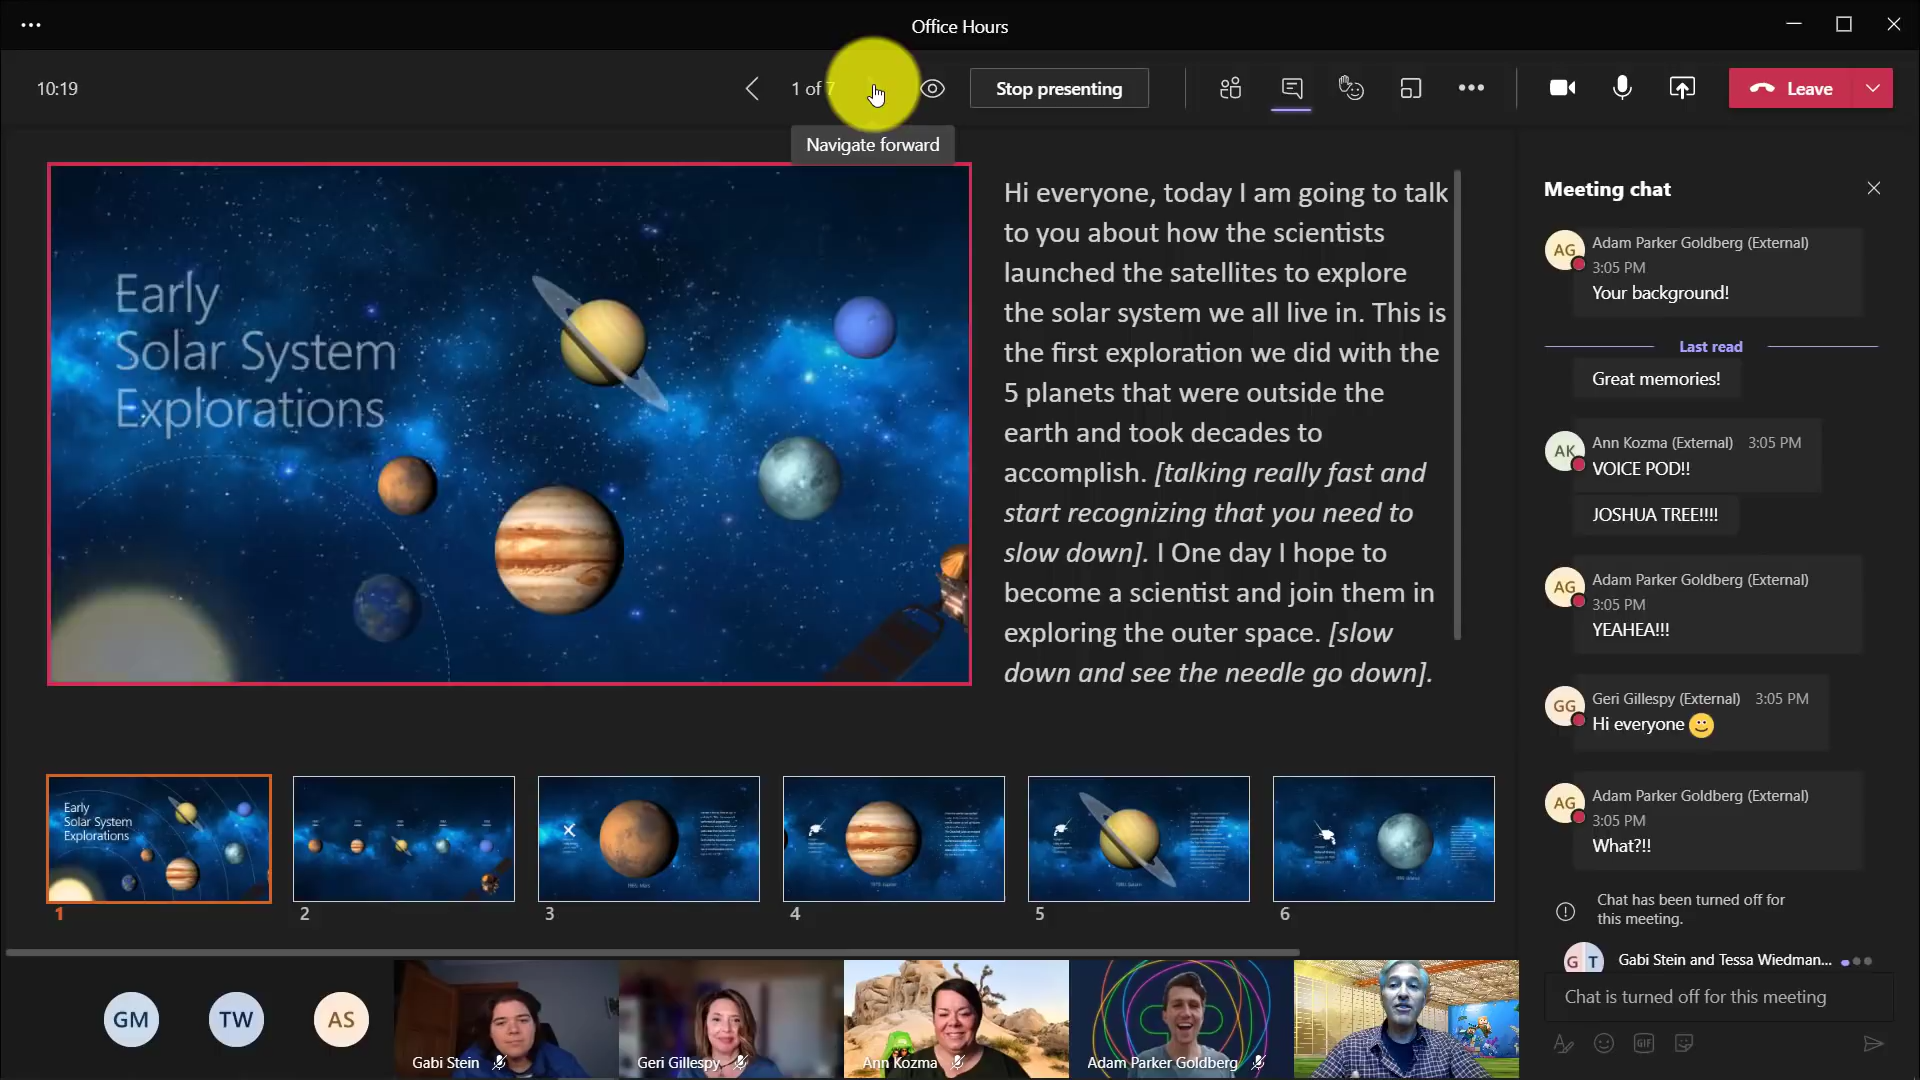 Office Hours
10:19
1 of 7
Stop presenting
Leave
Navigate forward
Early
Solar System
Explorations
Hi everyone, today I am going to talk
to you about how the scientists
launched the satellites to explore
the solar system we all live in. This is
the first exploration we did with the
5 planets that were outside the
earth and took decades to
accomplish. [talking really fast and
start recognizing that you need to
slow down]. I One day I hope to
become a scientist and join them in
exploring the outer space. [slow
down and see the needle go down].
Meeting chat
AG
Adam Parker Goldberg (External)
3:05 PM
Your background!
Last read
Great memories!
AK
Ann Kozma (External) 3:05 PM
VOICE POD!!
JOSHUA TREE!!!!
AG
Adam Parker Goldberg (External)
3:05 PM
YEAHEA!!!
GG
Geri Gillespy (External) 3:05 PM
Hi everyone
AG
Adam Parker Goldberg (External)
3:05 PM
What?!!
Chat has been turned off for
this meeting.
G T
Gabi Stein and Tessa Wiedman...
Chat is turned off for this meeting
GIF
Early
Solar System
Explorations
1
2
3
4
5
6
GM
TW
AS
Gabi Stein
Geri Gillespy
Ann Kozma
Adam Parker Goldberg